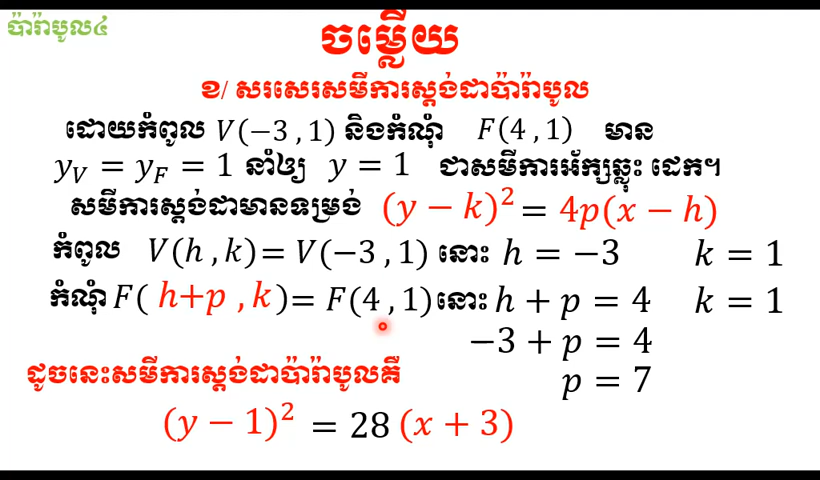 ប៉ារ៉ាបូល៤
ចម្លើយ
ខ/ សរសេរសមីការស្តង់ដាប៉ារ៉ាបូល
ដោយកំពូល V(−3 , 1) និងកំណុំ F(4 , 1) មាន
y_V = y_F = 1 នាំឲ្យ y = 1 ជាសមីការអ័ក្សឆ្លុះ ដេក។
សមីការស្តង់ដាមានទម្រង់ (y − k)² = 4p(x − h)
កំពូល V(h , k) = V(−3 , 1) នោះ h = −3 k = 1
កំណុំ F( h+p , k) = F(4 , 1) នោះ h + p = 4 k = 1
−3 + p = 4
p = 7
ដូចនេះសមីការស្តង់ដាប៉ារ៉ាបូលគឺ
(y − 1)² = 28 (x + 3)